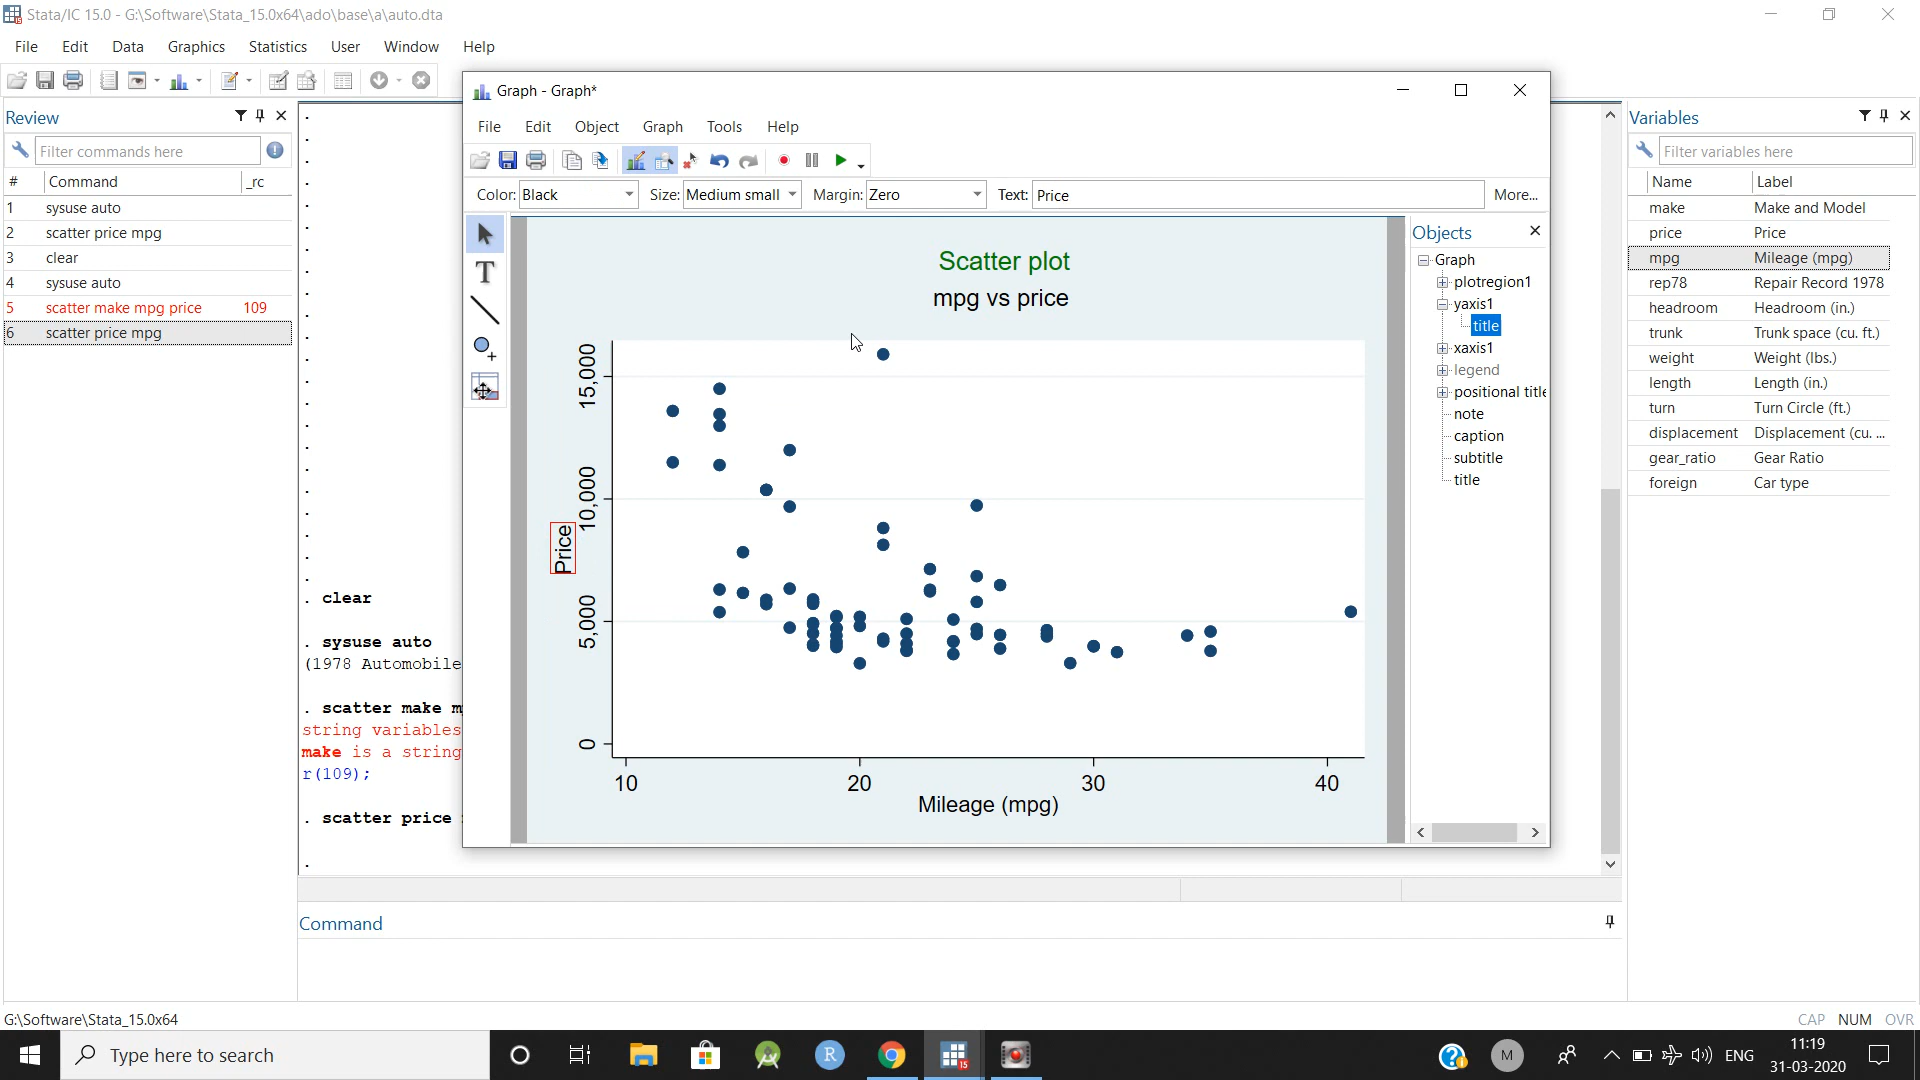 Stata/IC 15.0 - G:\Software\Stata_15.0x64\ado\base\a\auto.dta
File Edit Data Graphics Statistics User Window Help
Review
Filter commands here
# Command _rc
1 sysuse auto
2 scatter price mpg
3 clear
4 sysuse auto
5 scatter make mpg price 109
6 scatter price mpg
. clear
. sysuse auto
(1978 Automobile
. scatter make m
string variables
make is a string
r(109);
. scatter price
.
Graph - Graph*
File Edit Object Graph Tools Help
Color: Black Size: Medium small Margin: Zero Text: Price More...
Scatter plot
mpg vs price
15,000
10,000
5,000
0
Price
10 20 30 40
Mileage (mpg)
Objects
Graph
plotregion1
yaxis1
title
xaxis1
legend
positional title
note
caption
subtitle
title
Variables
Filter variables here
Name Label
make Make and Model
price Price
mpg Mileage (mpg)
rep78 Repair Record 1978
headroom Headroom (in.)
trunk Trunk space (cu. ft.)
weight Weight (lbs.)
length Length (in.)
turn Turn Circle (ft.)
displacement Displacement (cu. ...
gear_ratio Gear Ratio
foreign Car type
Command
G:\Software\Stata_15.0x64
CAP NUM OVR
Type here to search
R
15
M
ENG
11:19
31-03-2020